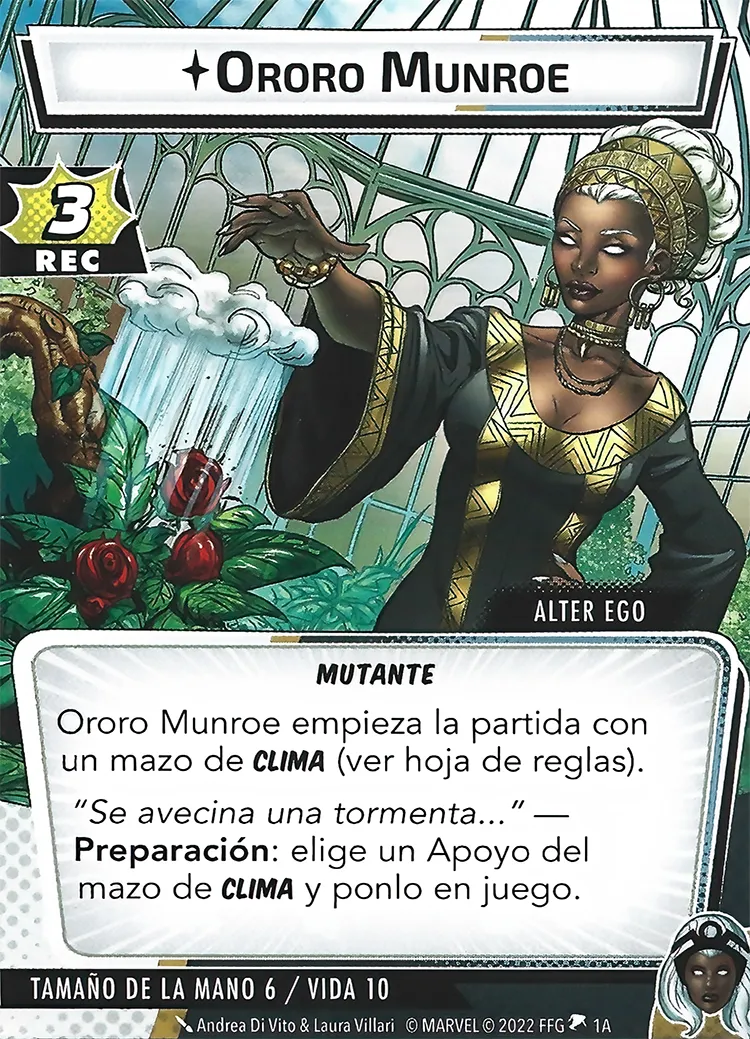 ORORO MUNROE
3
REC
ALTER EGO
MUTANTE
Ororo Munroe empieza la partida con
un mazo de CLIMA (ver hoja de reglas).
“Se avecina una tormenta...” —
Preparación: elige un Apoyo del
mazo de CLIMA y ponlo en juego.
TAMAÑO DE LA MANO 6 / VIDA 10
Andrea Di Vito & Laura Villari © MARVEL © 2022 FFG 1A